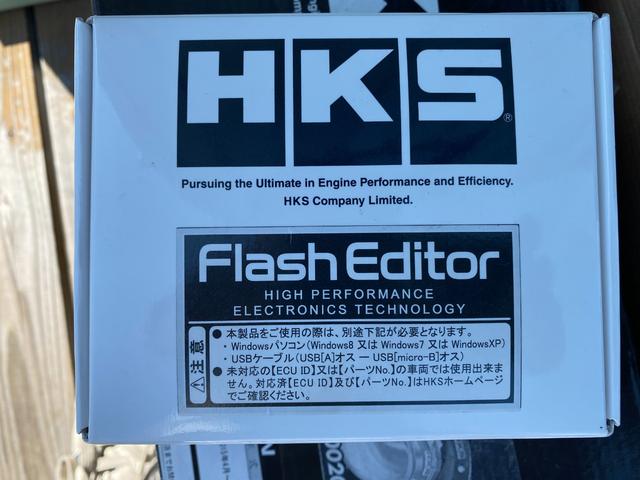 HKS®
Pursuing the Ultimate in Engine Performance and Efficiency.
HKS Company Limited.
Flash Editor
HIGH PERFORMANCE
ELECTRONICS TECHNOLOGY
⚠注意
● 本製品をご使用の際は、別途下記が必要となります。
・Windowsパソコン(Windows8 又は Windows7 又は WindowsXP)
・USBケーブル(USB[A]オス ー USB[micro-B]オス)
● 未対応の【ECU ID】又は【パーツNo.】の車両では使用出来ま
せん。対応済【ECU ID】及び【パーツNo.】はHKSホームページ
でご確認ください。